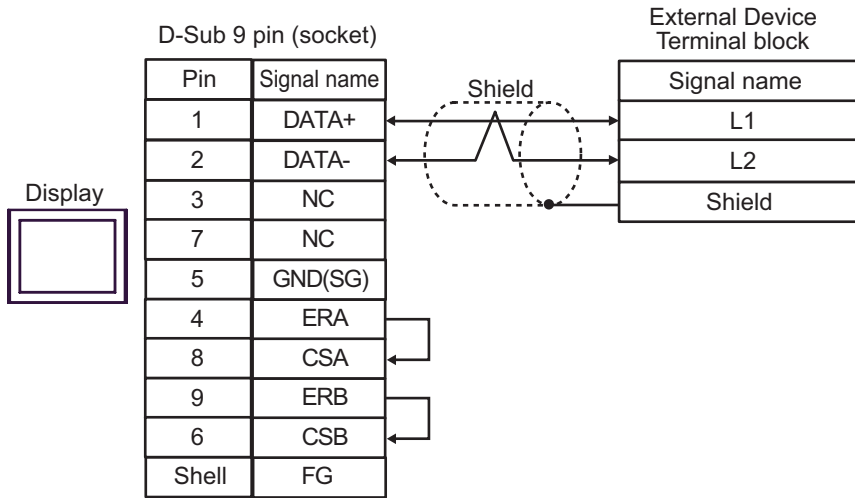 External Device
Terminal block
D-Sub 9 pin (socket)
Pin Signal name Shield Signal name
1 DATA+ L1
2 DATA- L2
Display 3 NC Shield
7 NC
5 GND(SG)
4 ERA
8 CSA
9 ERB
6 CSB
Shell FG